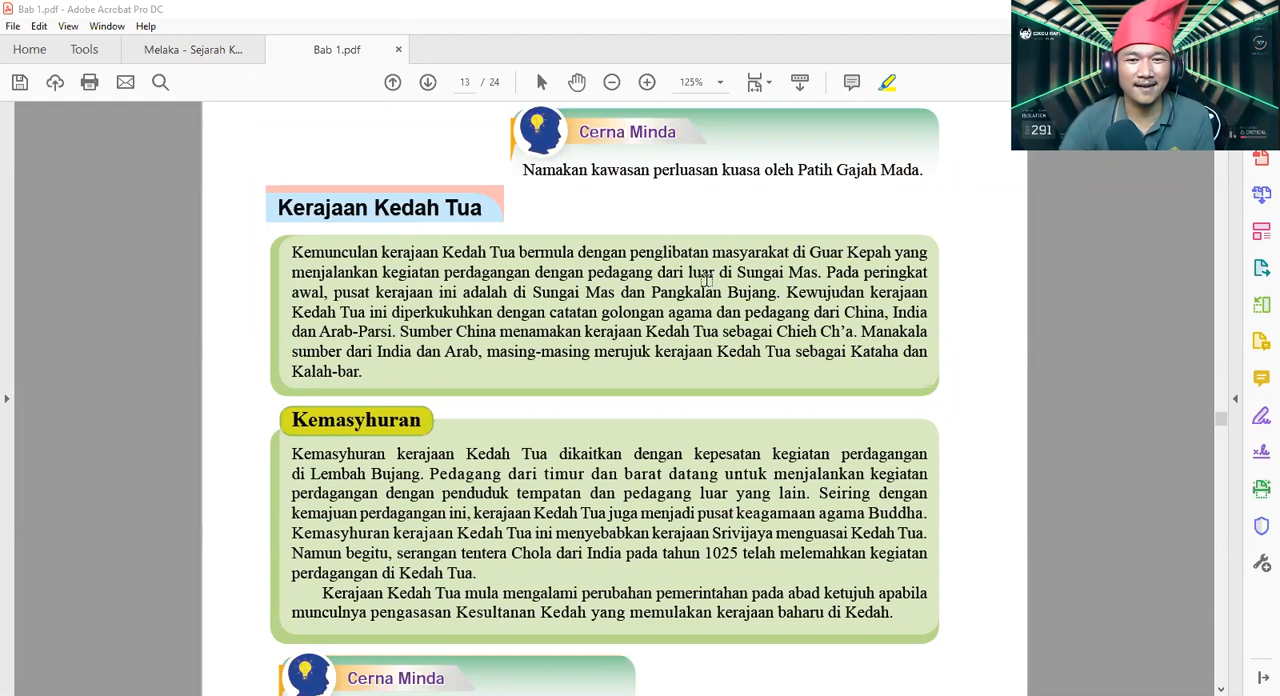 Bab 1.pdf - Adobe Acrobat Pro DC
File Edit View Window Help
Home Tools Melaka - Sejarah K... Bab 1.pdf ×
13 / 24 125%
ISOLATION
291
CRITICAL
Cerna Minda
Namakan kawasan perluasan kuasa oleh Patih Gajah Mada.
Kerajaan Kedah Tua
Kemunculan kerajaan Kedah Tua bermula dengan penglibatan masyarakat di Guar Kepah yang
menjalankan kegiatan perdagangan dengan pedagang dari luar di Sungai Mas. Pada peringkat
awal, pusat kerajaan ini adalah di Sungai Mas dan Pangkalan Bujang. Kewujudan kerajaan
Kedah Tua ini diperkukuhkan dengan catatan golongan agama dan pedagang dari China, India
dan Arab-Parsi. Sumber China menamakan kerajaan Kedah Tua sebagai Chieh Ch’a. Manakala
sumber dari India dan Arab, masing-masing merujuk kerajaan Kedah Tua sebagai Kataha dan
Kalah-bar.
Kemasyhuran
Kemasyhuran kerajaan Kedah Tua dikaitkan dengan kepesatan kegiatan perdagangan
di Lembah Bujang. Pedagang dari timur dan barat datang untuk menjalankan kegiatan
perdagangan dengan penduduk tempatan dan pedagang luar yang lain. Seiring dengan
kemajuan perdagangan ini, kerajaan Kedah Tua juga menjadi pusat keagamaan agama Buddha.
Kemasyhuran kerajaan Kedah Tua ini menyebabkan kerajaan Srivijaya menguasai Kedah Tua.
Namun begitu, serangan tentera Chola dari India pada tahun 1025 telah melemahkan kegiatan
perdagangan di Kedah Tua.
Kerajaan Kedah Tua mula mengalami perubahan pemerintahan pada abad ketujuh apabila
munculnya pengasasan Kesultanan Kedah yang memulakan kerajaan baharu di Kedah.
Cerna Minda